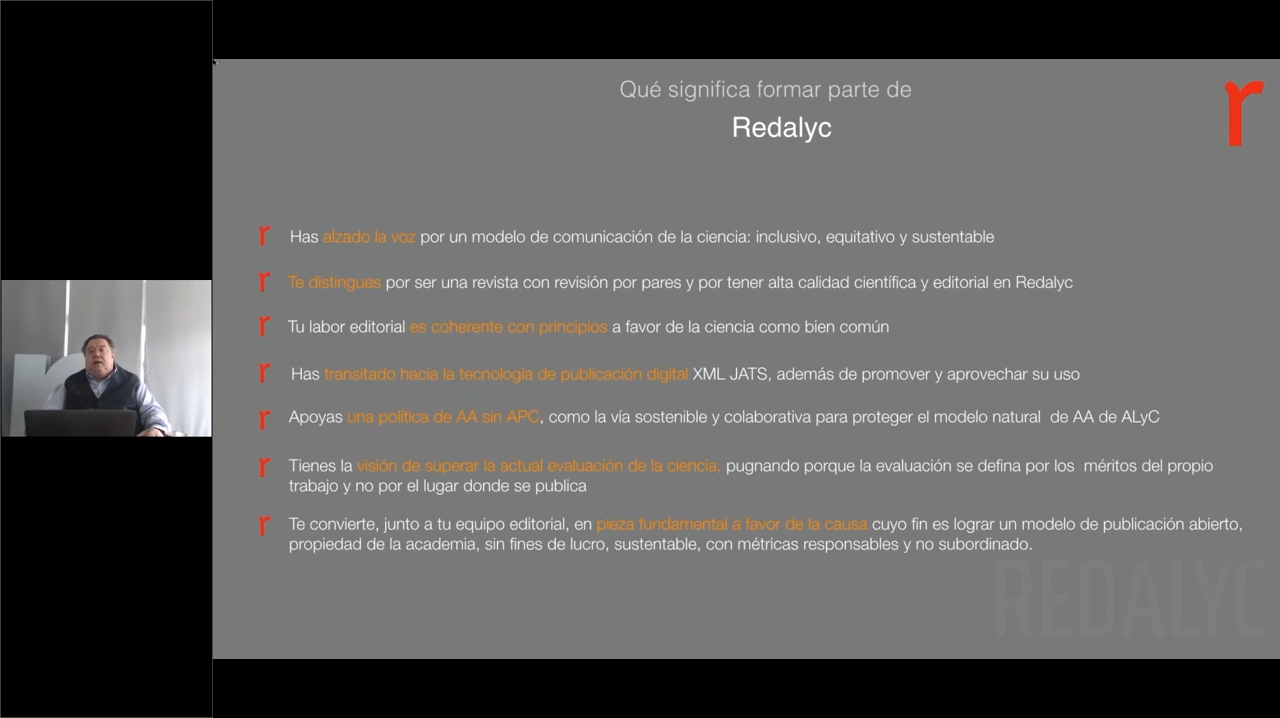 Qué significa formar parte de
Redalyc
r
r Has alzado la voz por un modelo de comunicación de la ciencia: inclusivo, equitativo y sustentable
r Te distingues por ser una revista con revisión por pares y por tener alta calidad científica y editorial en Redalyc
r Tu labor editorial es coherente con principios a favor de la ciencia como bien común
r Has transitado hacia la tecnología de publicación digital XML JATS, además de promover y aprovechar su uso
r Apoyas una política de AA sin APC, como la vía sostenible y colaborativa para proteger el modelo natural de AA de ALyC
r Tienes la visión de superar la actual evaluación de la ciencia, pugnando porque la evaluación se defina por los méritos del propio
trabajo y no por el lugar donde se publica
r Te convierte, junto a tu equipo editorial, en pieza fundamental a favor de la causa cuyo fin es lograr un modelo de publicación abierto,
propiedad de la academia, sin fines de lucro, sustentable, con métricas responsables y no subordinado.
REDALYC